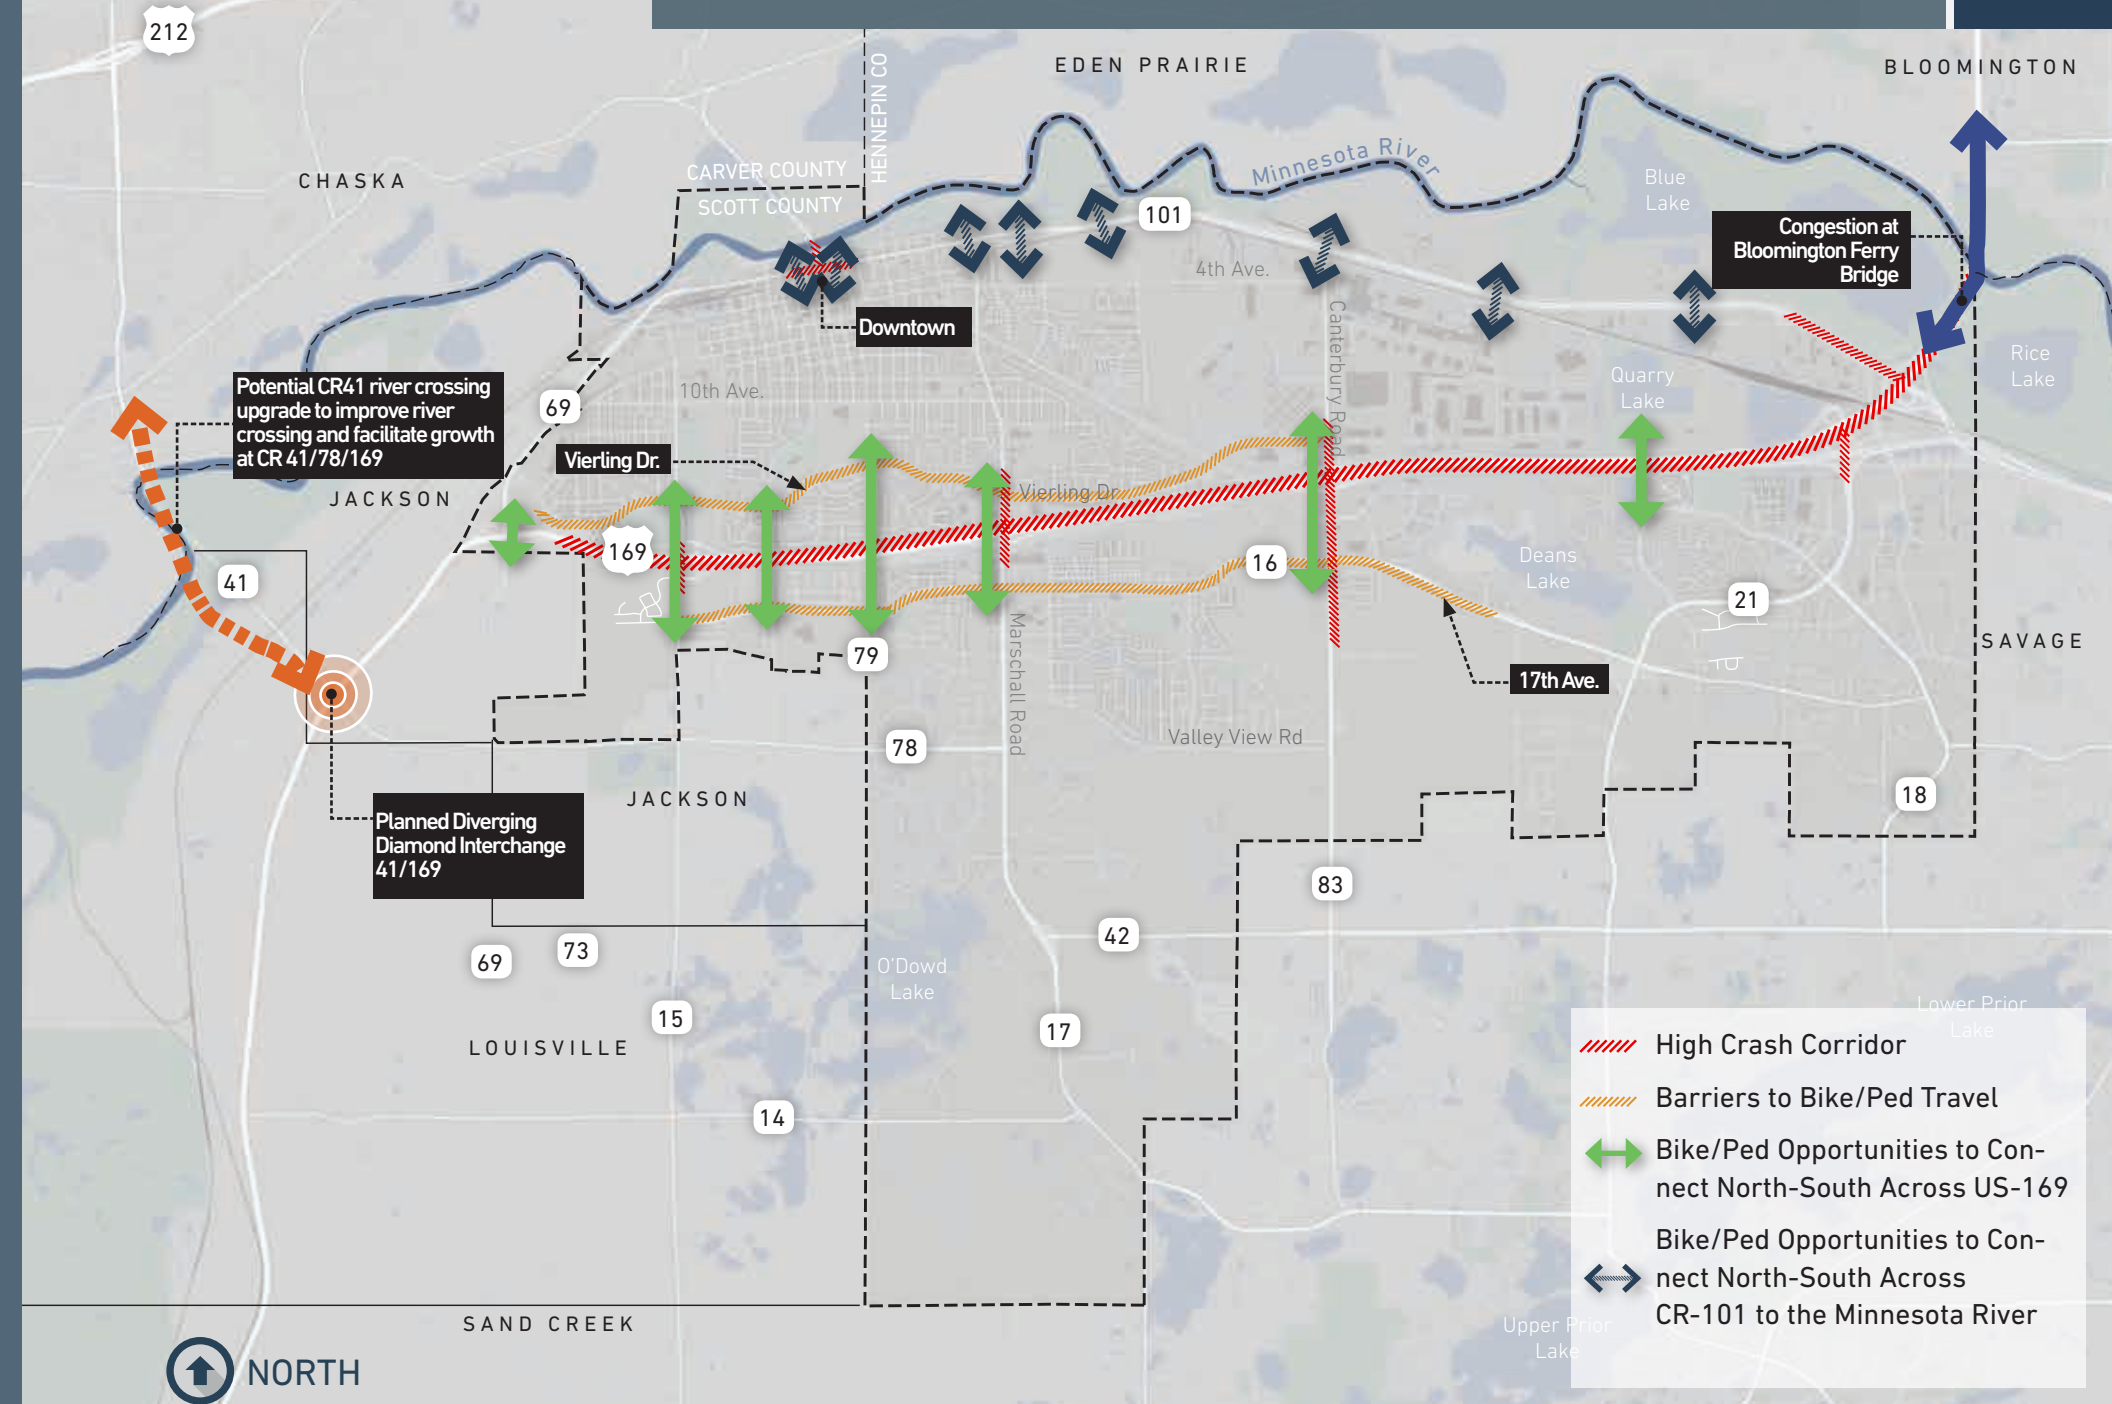 212
EDEN PRAIRIE
BLOOMINGTON
HENNEPIN CO
CHASKA
CARVER COUNTY
SCOTT COUNTY
Minnesota River
Blue
Lake
101
Congestion at
Bloomington Ferry
Bridge
4th Ave.
Downtown
Canterbury Road
Rice
Lake
Quarry
Lake
Potential CR41 river crossing
upgrade to improve river
crossing and facilitate growth
at CR 41/78/169
10th Ave.
69
Vierling Dr.
JACKSON
Vierling Dr
169
16
Deans
Lake
41
21
SAVAGE
79
Marschall Road
17th Ave.
78
Valley View Rd
JACKSON
18
Planned Diverging
Diamond Interchange
41/169
83
42
69
73
O'Dowd
Lake
15
17
LOUISVILLE
14
Lower Prior
Lake
High Crash Corridor
Barriers to Bike/Ped Travel
Bike/Ped Opportunities to Con-
nect North-South Across US-169
Bike/Ped Opportunities to Con-
nect North-South Across
CR-101 to the Minnesota River
Upper Prior
Lake
SAND CREEK
NORTH